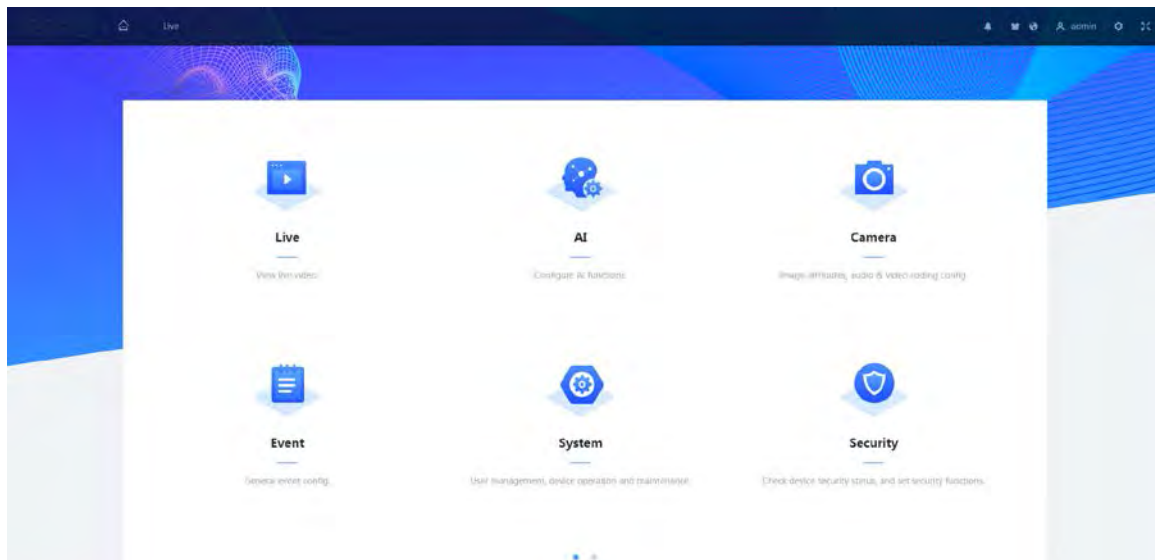 Live
admin
Live
AI
Camera
View live video.
Configure AI functions.
Image attributes, audio & video coding config.
Event
System
Security
General event config.
User management, device operation and maintenance.
Check device security status, and set security functions.